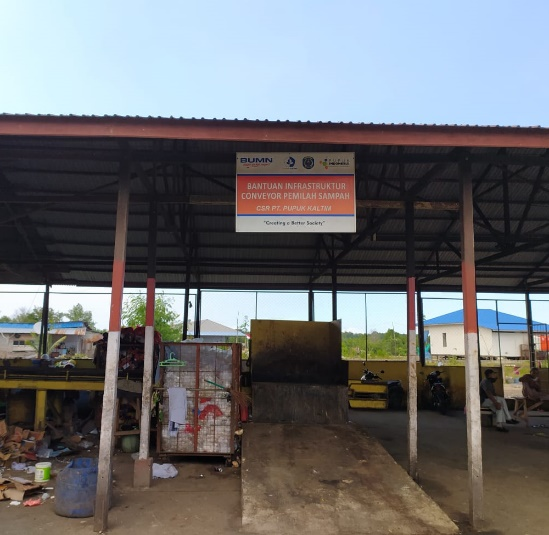 BUMN
BANTUAN INFRASTRUKTUR
CONVEYOR PEMILAH SAMPAH
CSR PT. PUPUK KALTIM
"Creating a Better Society"